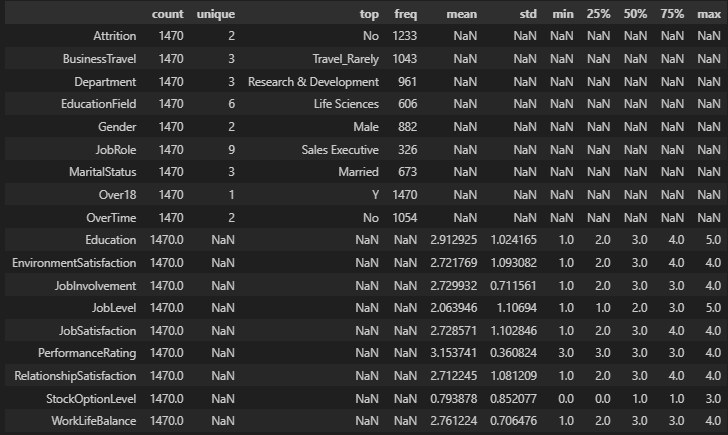 count unique top freq mean std min 25% 50% 75% max
Attrition 1470 2 No 1233 NaN NaN NaN NaN NaN NaN NaN
BusinessTravel 1470 3 Travel_Rarely 1043 NaN NaN NaN NaN NaN NaN NaN
Department 1470 3 Research & Development 961 NaN NaN NaN NaN NaN NaN NaN
EducationField 1470 6 Life Sciences 606 NaN NaN NaN NaN NaN NaN NaN
Gender 1470 2 Male 882 NaN NaN NaN NaN NaN NaN NaN
JobRole 1470 9 Sales Executive 326 NaN NaN NaN NaN NaN NaN NaN
MaritalStatus 1470 3 Married 673 NaN NaN NaN NaN NaN NaN NaN
Over18 1470 1 Y 1470 NaN NaN NaN NaN NaN NaN NaN
OverTime 1470 2 No 1054 NaN NaN NaN NaN NaN NaN NaN
Education 1470.0 NaN NaN NaN 2.912925 1.024165 1.0 2.0 3.0 4.0 5.0
EnvironmentSatisfaction 1470.0 NaN NaN NaN 2.721769 1.093082 1.0 2.0 3.0 4.0 4.0
JobInvolvement 1470.0 NaN NaN NaN 2.729932 0.711561 1.0 2.0 3.0 3.0 4.0
JobLevel 1470.0 NaN NaN NaN 2.063946 1.10694 1.0 1.0 2.0 3.0 5.0
JobSatisfaction 1470.0 NaN NaN NaN 2.728571 1.102846 1.0 2.0 3.0 4.0 4.0
PerformanceRating 1470.0 NaN NaN NaN 3.153741 0.360824 3.0 3.0 3.0 3.0 4.0
RelationshipSatisfaction 1470.0 NaN NaN NaN 2.712245 1.081209 1.0 2.0 3.0 4.0 4.0
StockOptionLevel 1470.0 NaN NaN NaN 0.793878 0.852077 0.0 0.0 1.0 1.0 3.0
WorkLifeBalance 1470.0 NaN NaN NaN 2.761224 0.706476 1.0 2.0 3.0 3.0 4.0